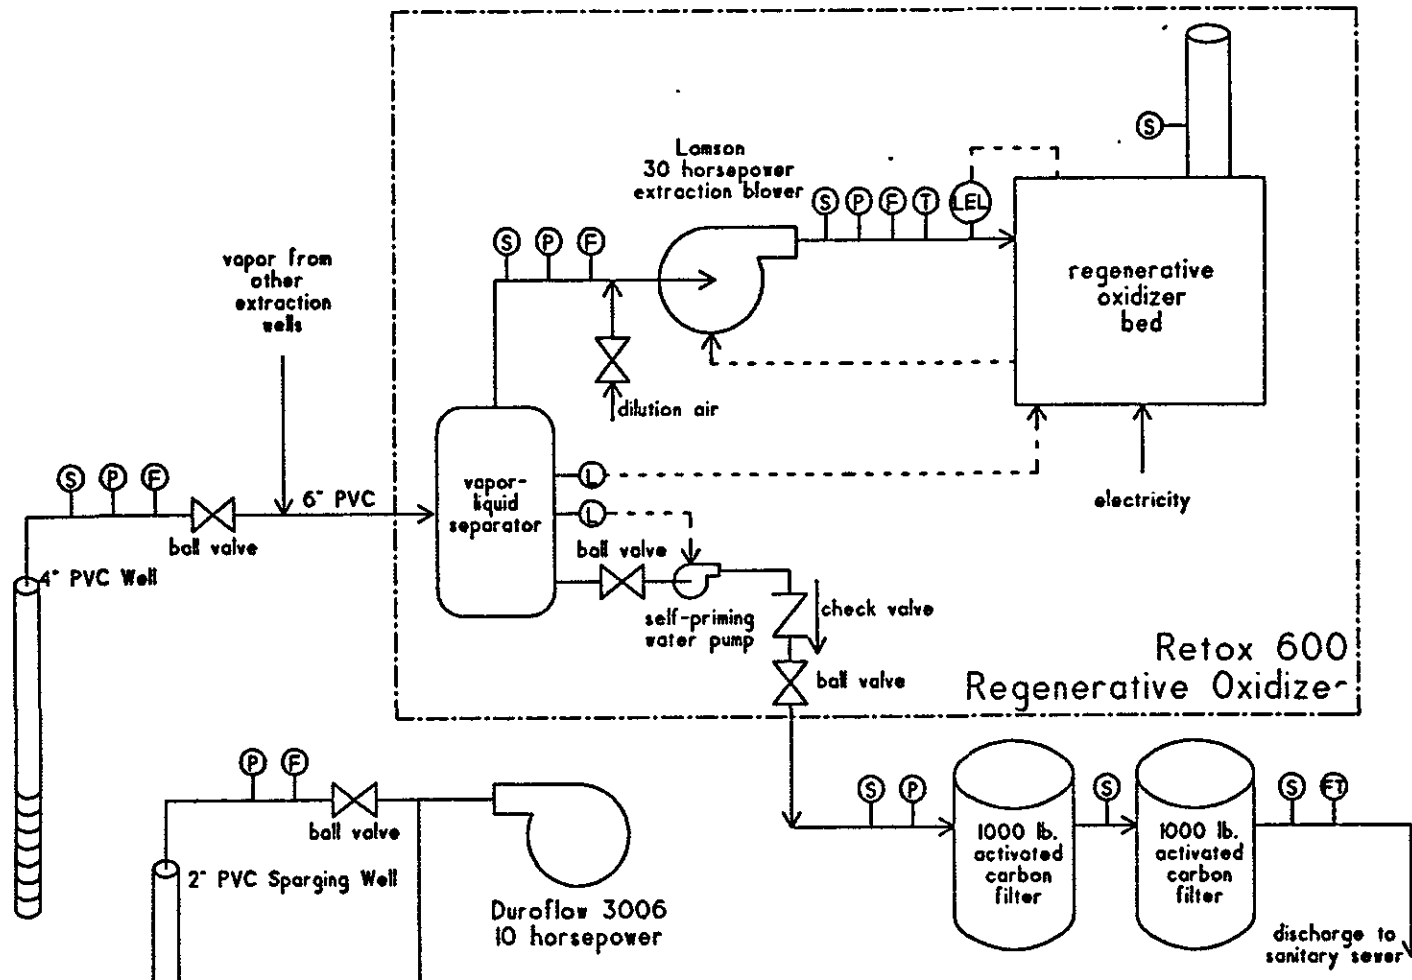 S
Lamson
30 horsepower
extraction blower
S P F T LEL
S P F
vapor from
other
extraction
wells
regenerative
oxidizer
bed
dilution air
S P F
6" PVC
vapor-
liquid
separator
L
L
electricity
ball valve
ball valve
4" PVC Well
self-priming
water pump
check valve
ball valve
Retox 600
Regenerative Oxidizer
P F
ball valve
S P
S
S FT
1000 lb.
activated
carbon
filter
1000 lb.
activated
carbon
filter
2" PVC Sparging Well
Duroflow 3006
10 horsepower
discharge to
sanitary sewer